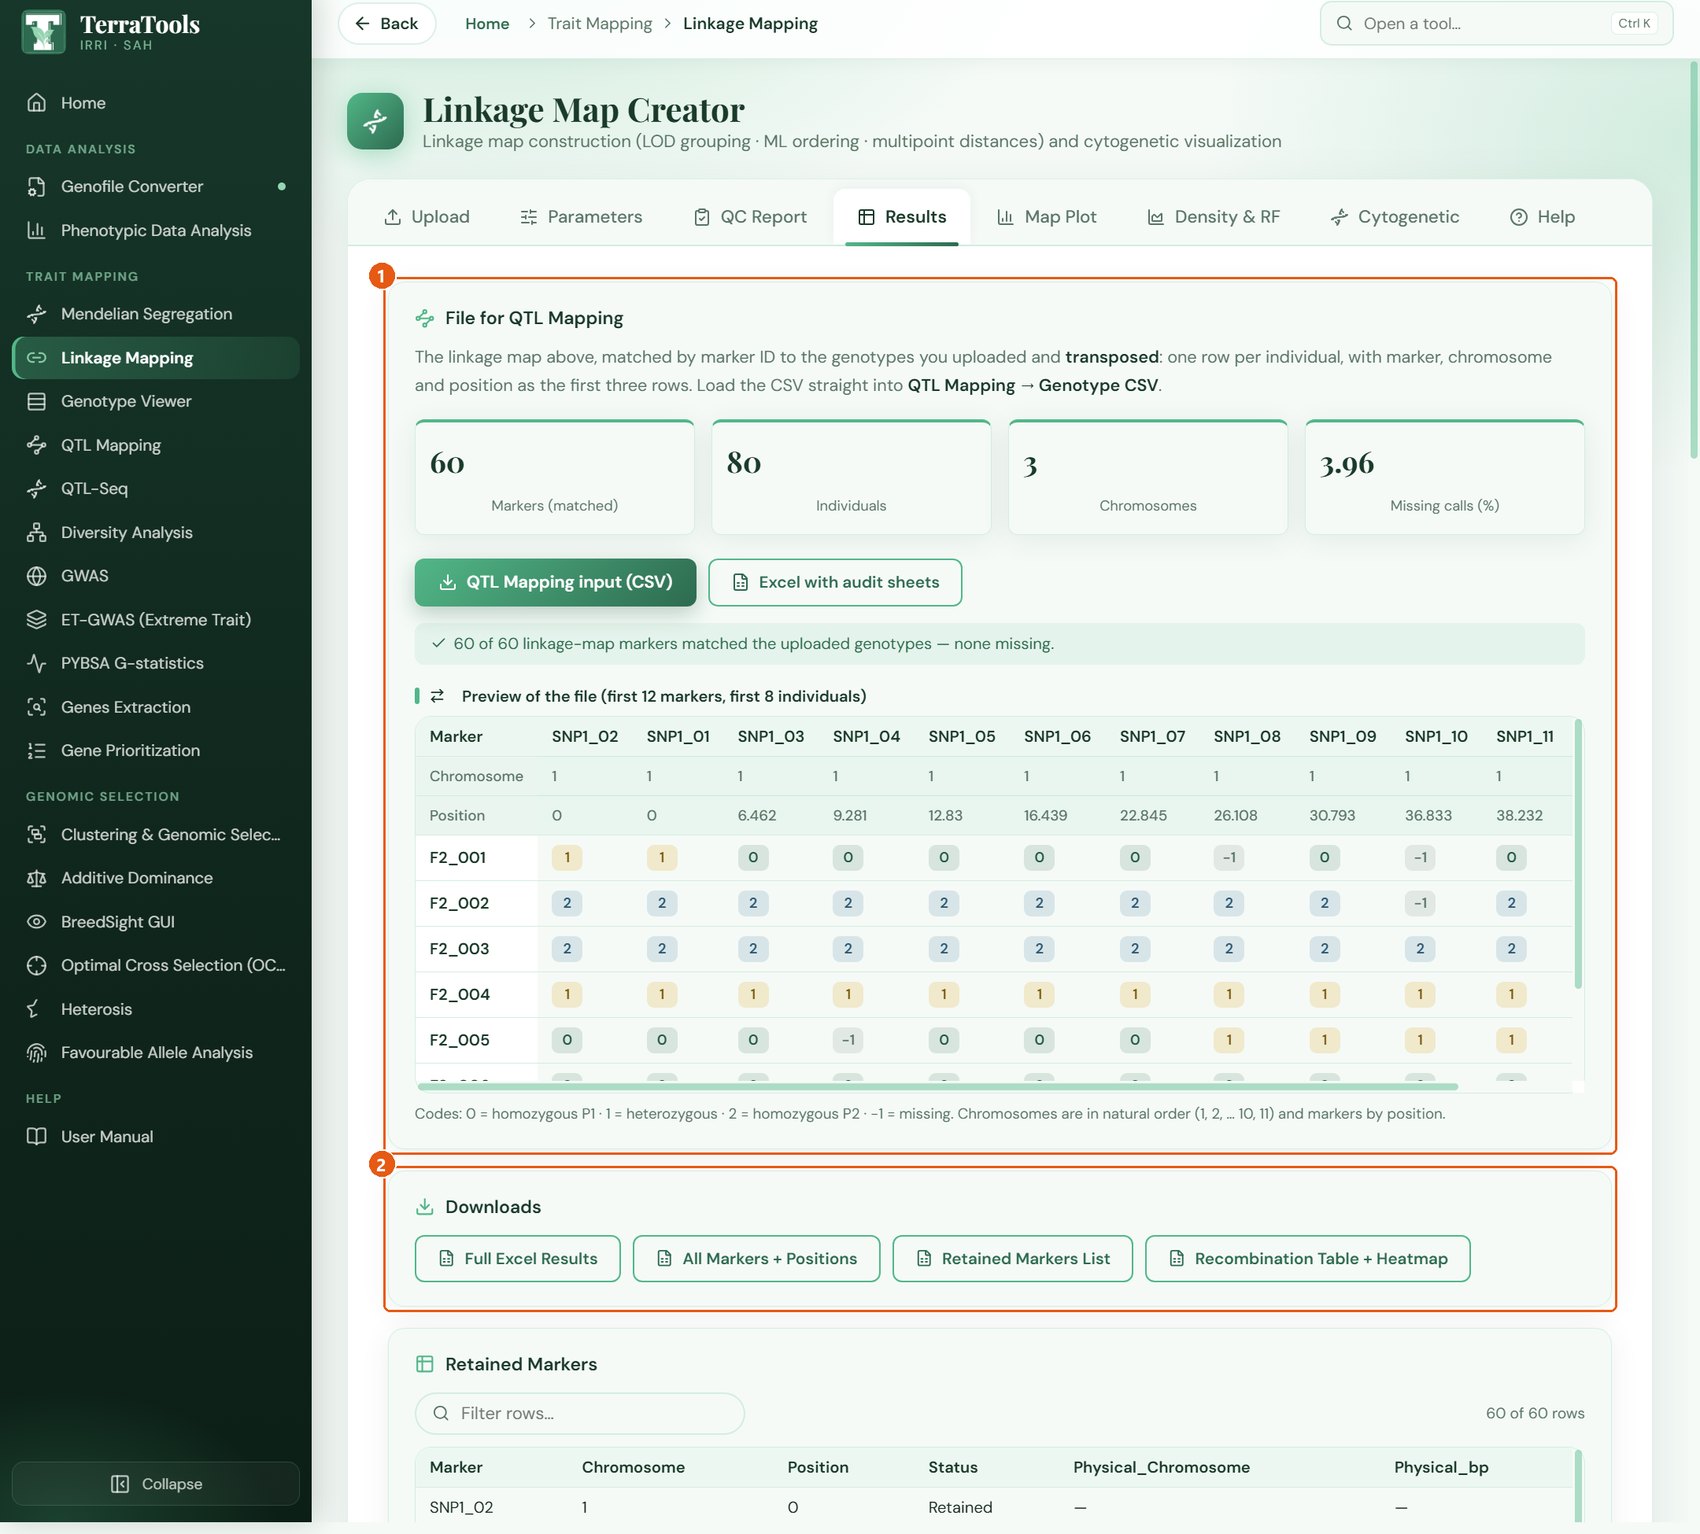 TerraTools
IRRI · SAH
Home
DATA ANALYSIS
Genofile Converter
Phenotypic Data Analysis
TRAIT MAPPING
Mendelian Segregation
Linkage Mapping
Genotype Viewer
QTL Mapping
QTL-Seq
Diversity Analysis
GWAS
ET-GWAS (Extreme Trait)
PYBSA G-statistics
Genes Extraction
Gene Prioritization
GENOMIC SELECTION
Clustering & Genomic Selec...
Additive Dominance
BreedSight GUI
Optimal Cross Selection (OC...
Heterosis
Favourable Allele Analysis
HELP
User Manual
Collapse
Back Home > Trait Mapping > Linkage Mapping Open a tool... Ctrl K
Linkage Map Creator
Linkage map construction (LOD grouping · ML ordering · multipoint distances) and cytogenetic visualization
Upload Parameters QC Report Results Map Plot Density & RF Cytogenetic Help
1
File for QTL Mapping
The linkage map above, matched by marker ID to the genotypes you uploaded and transposed: one row per individual, with marker, chromosome
and position as the first three rows. Load the CSV straight into QTL Mapping → Genotype CSV.
60 80 3 3.96
Markers (matched) Individuals Chromosomes Missing calls (%)
QTL Mapping input (CSV) Excel with audit sheets
60 of 60 linkage-map markers matched the uploaded genotypes — none missing.
Preview of the file (first 12 markers, first 8 individuals)
Marker SNP1_02 SNP1_01 SNP1_03 SNP1_04 SNP1_05 SNP1_06 SNP1_07 SNP1_08 SNP1_09 SNP1_10 SNP1_11
Chromosome 1 1 1 1 1 1 1 1 1 1 1
Position 0 0 6.462 9.281 12.83 16.439 22.845 26.108 30.793 36.833 38.232
F2_001 1 1 0 0 0 0 0 -1 0 -1 0
F2_002 2 2 2 2 2 2 2 2 2 -1 2
F2_003 2 2 2 2 2 2 2 2 2 2 2
F2_004 1 1 1 1 1 1 1 1 1 1 1
F2_005 0 0 0 -1 0 0 0 1 1 1 1
Codes: 0 = homozygous P1 · 1 = heterozygous · 2 = homozygous P2 · -1 = missing. Chromosomes are in natural order (1, 2, … 10, 11) and markers by position.
2
Downloads
Full Excel Results All Markers + Positions Retained Markers List Recombination Table + Heatmap
Retained Markers
Filter rows... 60 of 60 rows
Marker Chromosome Position Status Physical_Chromosome Physical_bp
SNP1_02 1 0 Retained — —